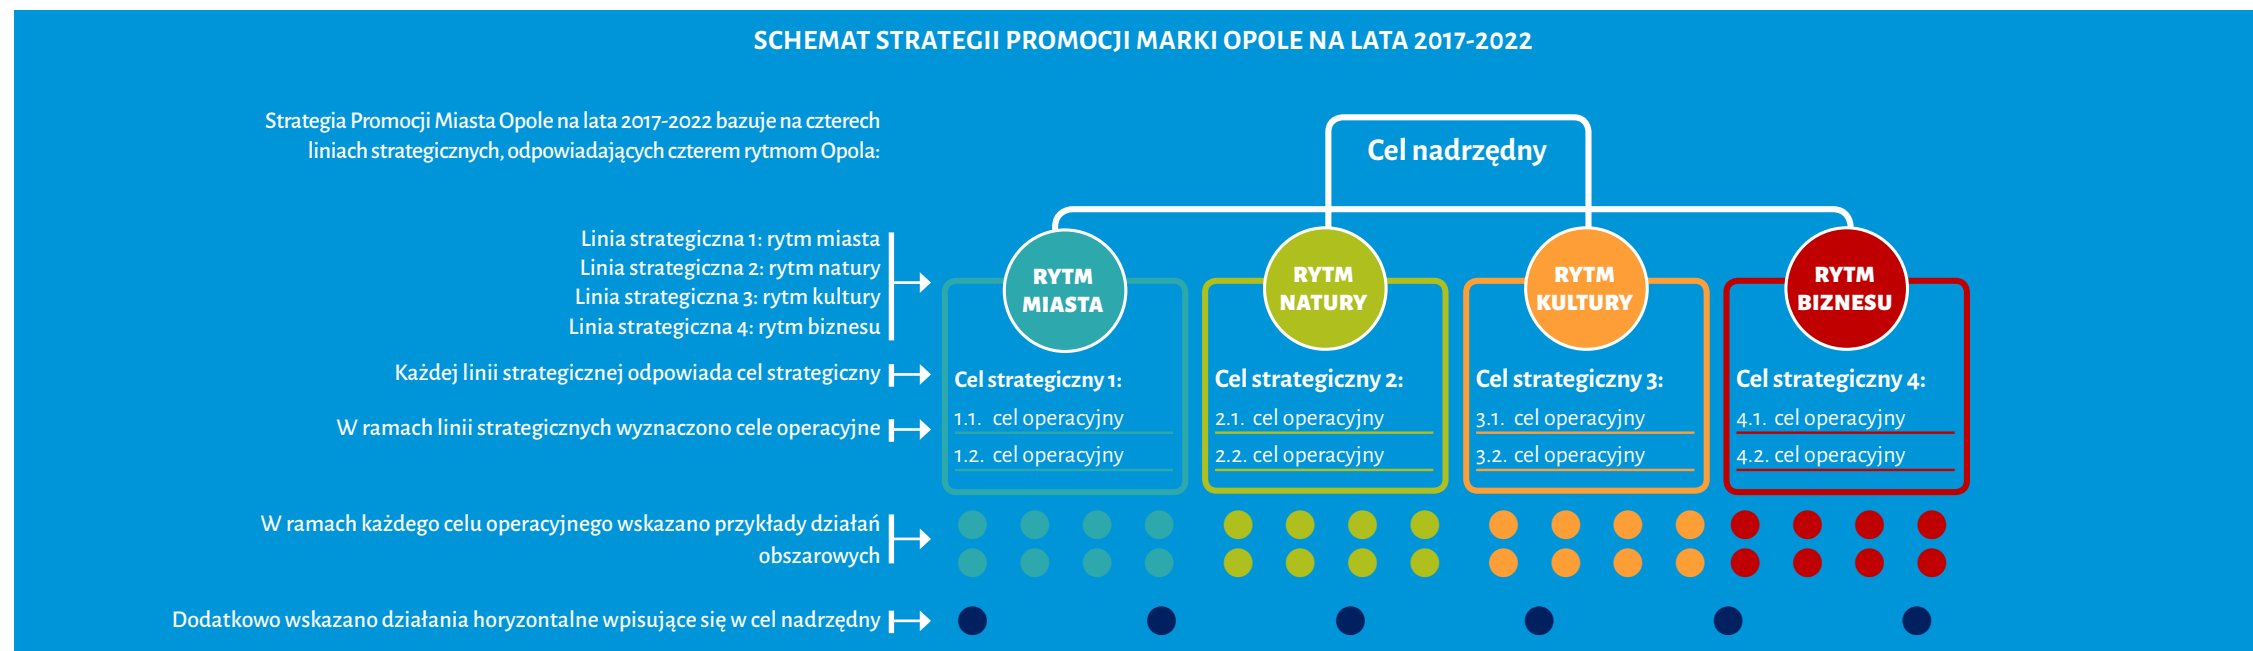 SCHEMAT STRATEGII PROMOCJI MARKI OPOLE NA LATA 2017-2022
Strategia Promocji Miasta Opole na lata 2017-2022 bazuje na czterech
liniach strategicznych, odpowiadających czterem rytmom Opola:
Linia strategiczna 1: rytm miasta
Linia strategiczna 2: rytm natury
Linia strategiczna 3: rytm kultury
Linia strategiczna 4: rytm biznesu
Każdej linii strategicznej odpowiada cel strategiczny
W ramach linii strategicznych wyznaczono cele operacyjne
W ramach każdego celu operacyjnego wskazano przykłady działań
obszarowych
Dodatkowo wskazano działania horyzontalne wpisujące się w cel nadrzędny
Cel nadrzędny
RYTM
MIASTA
Cel strategiczny 1:
1.1. cel operacyjny
1.2. cel operacyjny
RYTM
NATURY
Cel strategiczny 2:
2.1. cel operacyjny
2.2. cel operacyjny
RYTM
KULTURY
Cel strategiczny 3:
3.1. cel operacyjny
3.2. cel operacyjny
RYTM
BIZNESU
Cel strategiczny 4:
4.1. cel operacyjny
4.2. cel operacyjny